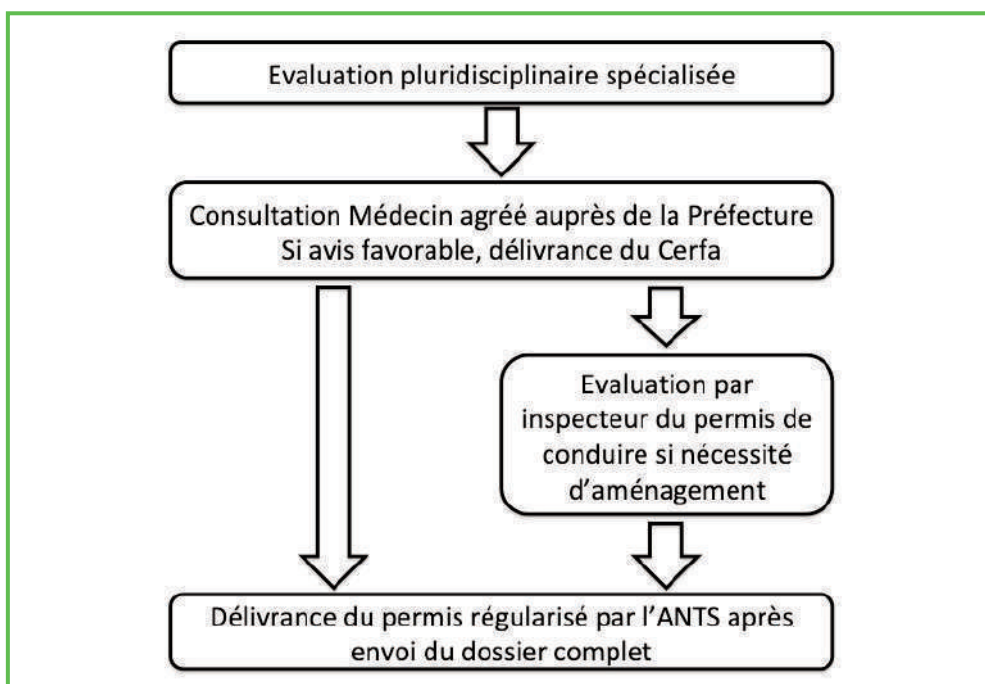 Evaluation pluridisciplinaire spécialisée
Consultation Médecin agréé auprès de la Préfecture
Si avis favorable, délivrance du Cerfa
Evaluation par
inspecteur du permis de
conduire si nécessité
d'aménagement
Délivrance du permis régularisé par l'ANTS après
envoi du dossier complet